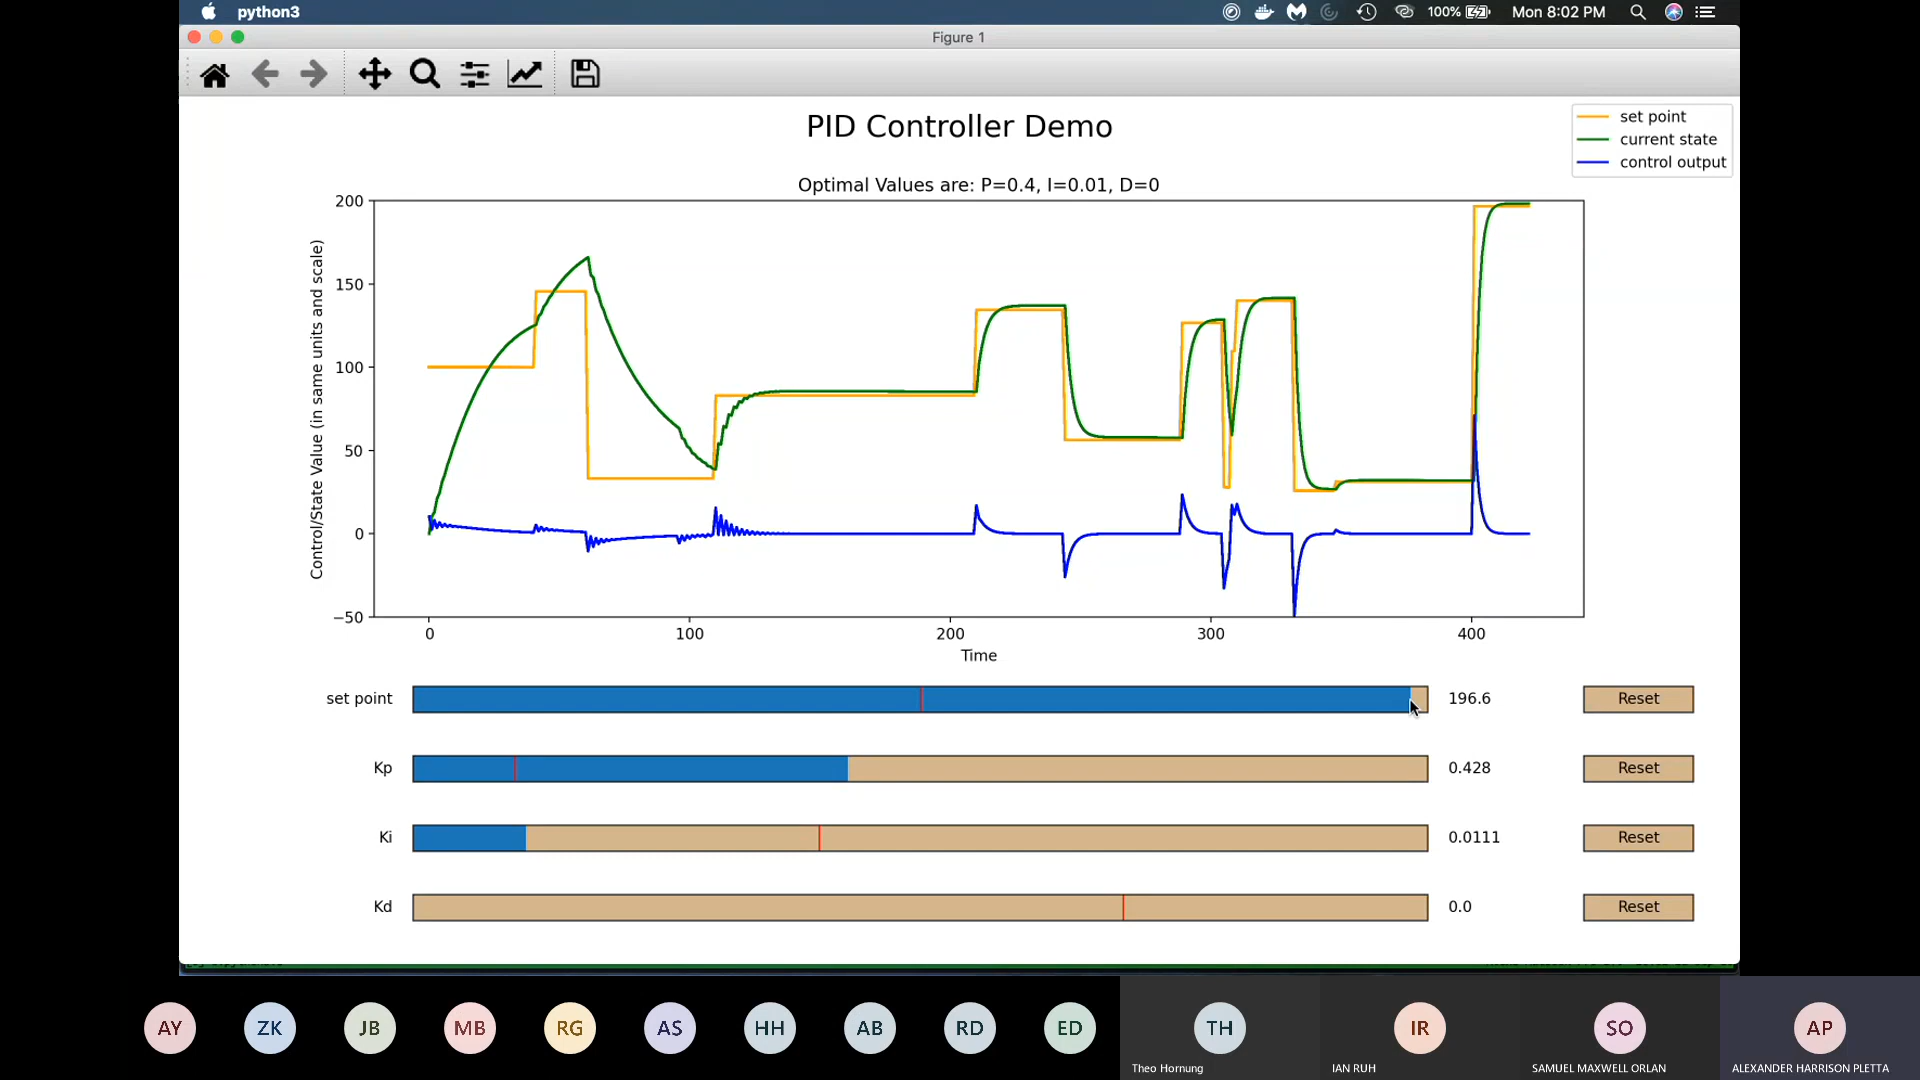 python3
100%
Mon 8:02 PM
Figure 1
PID Controller Demo
set point
current state
control output
Optimal Values are: P=0.4, I=0.01, D=0
Control/State Value (in same units and scale)
200
150
100
50
0
−50
0 100 200 300 400
Time
set point 196.6 Reset
Kp 0.428 Reset
Ki 0.0111 Reset
Kd 0.0 Reset
AY ZK JB MB RG AS HH AB RD ED TH IR SO AP
Theo Hornung
IAN RUH
SAMUEL MAXWELL ORLAN
ALEXANDER HARRISON PLETTA